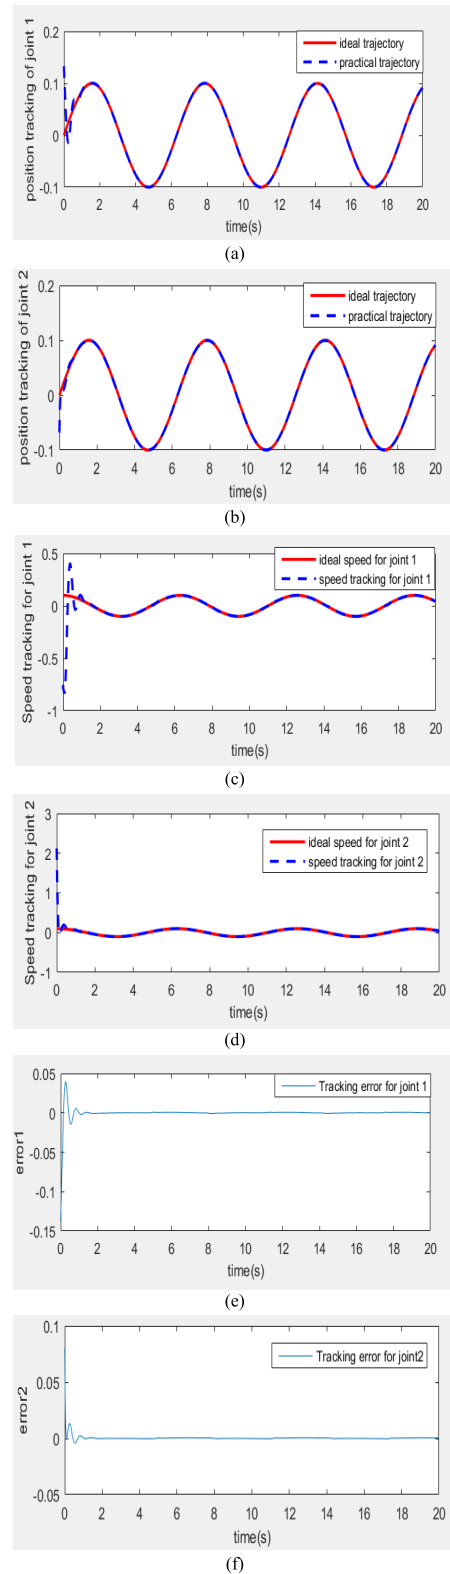 position tracking of joint 1
0.2
0.1
0
-0.1
ideal trajectory
practical trajectory
0 2 4 6 8 10 12 14 16 18 20
time(s)
(a)
position tracking of joint 2
0.2
0.1
0
-0.1
ideal trajectory
practical trajectory
0 2 4 6 8 10 12 14 16 18 20
time(s)
(b)
Speed tracking for joint 1
0.5
0
-0.5
-1
ideal speed for joint 1
speed tracking for joint 1
0 2 4 6 8 10 12 14 16 18 20
time(s)
(c)
Speed tracking for joint 2
3
2
1
0
-1
ideal speed for joint 2
speed tracking for joint 2
0 2 4 6 8 10 12 14 16 18 20
time(s)
(d)
error1
0.05
0
-0.05
-0.1
-0.15
Tracking error for joint 1
0 2 4 6 8 10 12 14 16 18 20
time(s)
(e)
error2
0.1
0.05
0
-0.05
Tracking error for joint2
0 2 4 6 8 10 12 14 16 18 20
time(s)
(f)